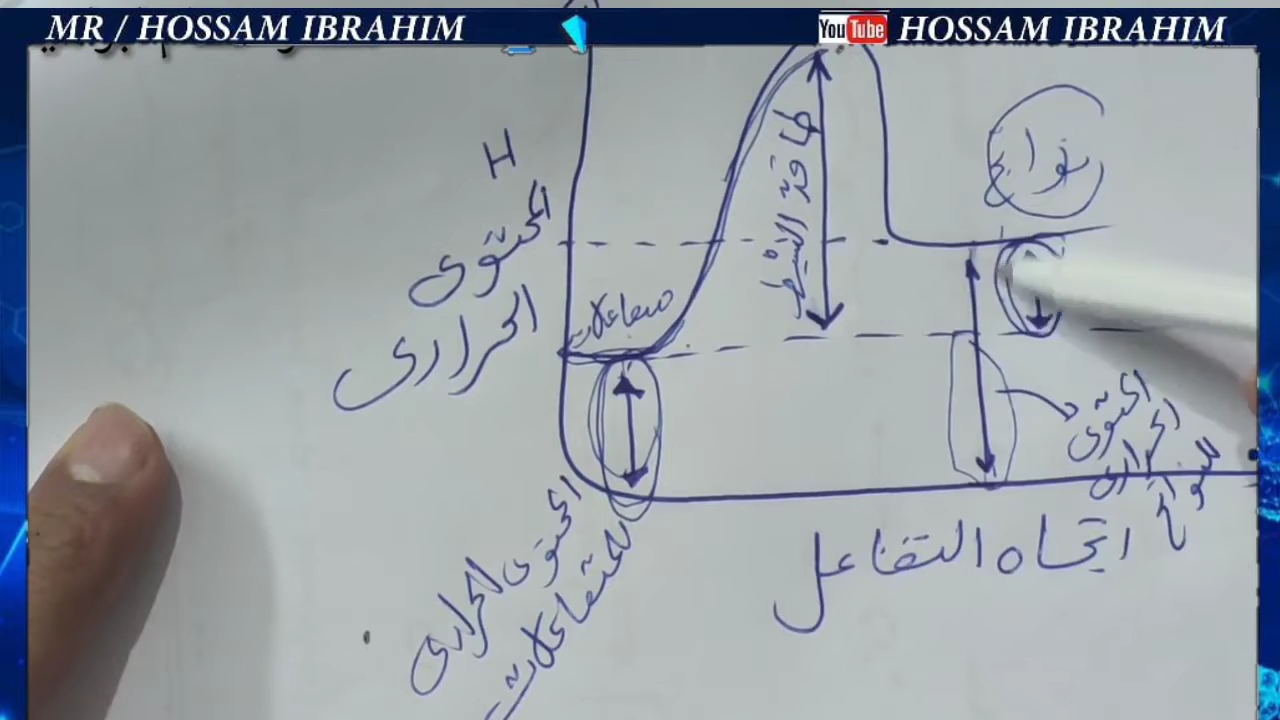 MR / HOSSAM IBRAHIM
YouTube HOSSAM IBRAHIM
H
المحتوى
الحرارى
متفاعلات
طاقة التنشيط
نواتج
المحتوى
الحرارى
للنواتج
اتجاه التفاعل
المحتوى الحرارى
للمتفاعلات